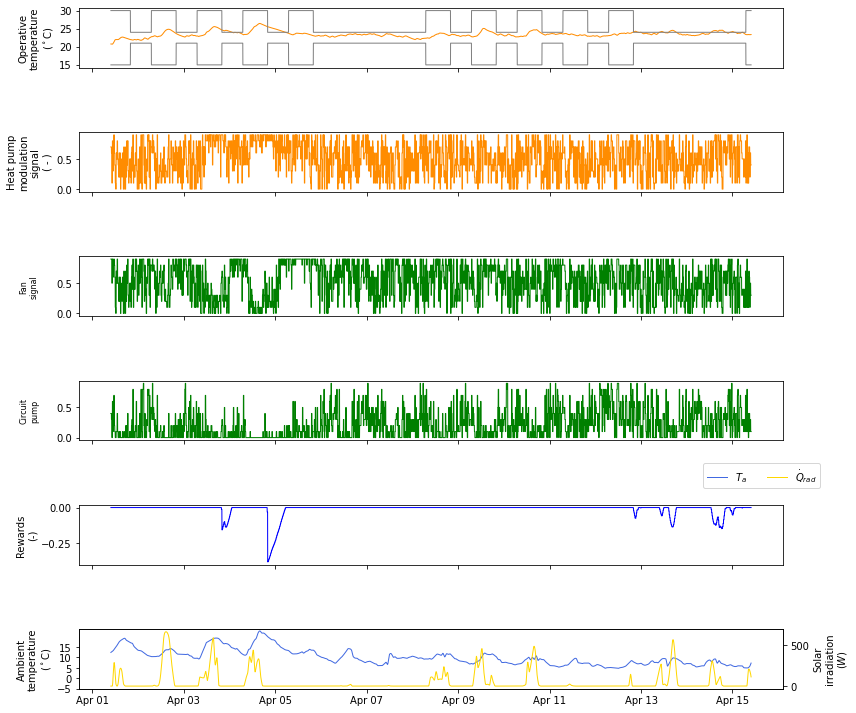 Operative
temperature
(°C)
30
25
20
15
Heat pump
modulation
signal
( - )
0.5
0.0
Fan
signal
0.5
0.0
Circuit
pump
0.5
0.0
T_a
Q̇_rad
Rewards
(-)
0.00
−0.25
Ambient
temperature
(°C)
15
10
5
0
−5
500
0
Solar
irradiation
(W)
Apr 01 Apr 03 Apr 05 Apr 07 Apr 09 Apr 11 Apr 13 Apr 15